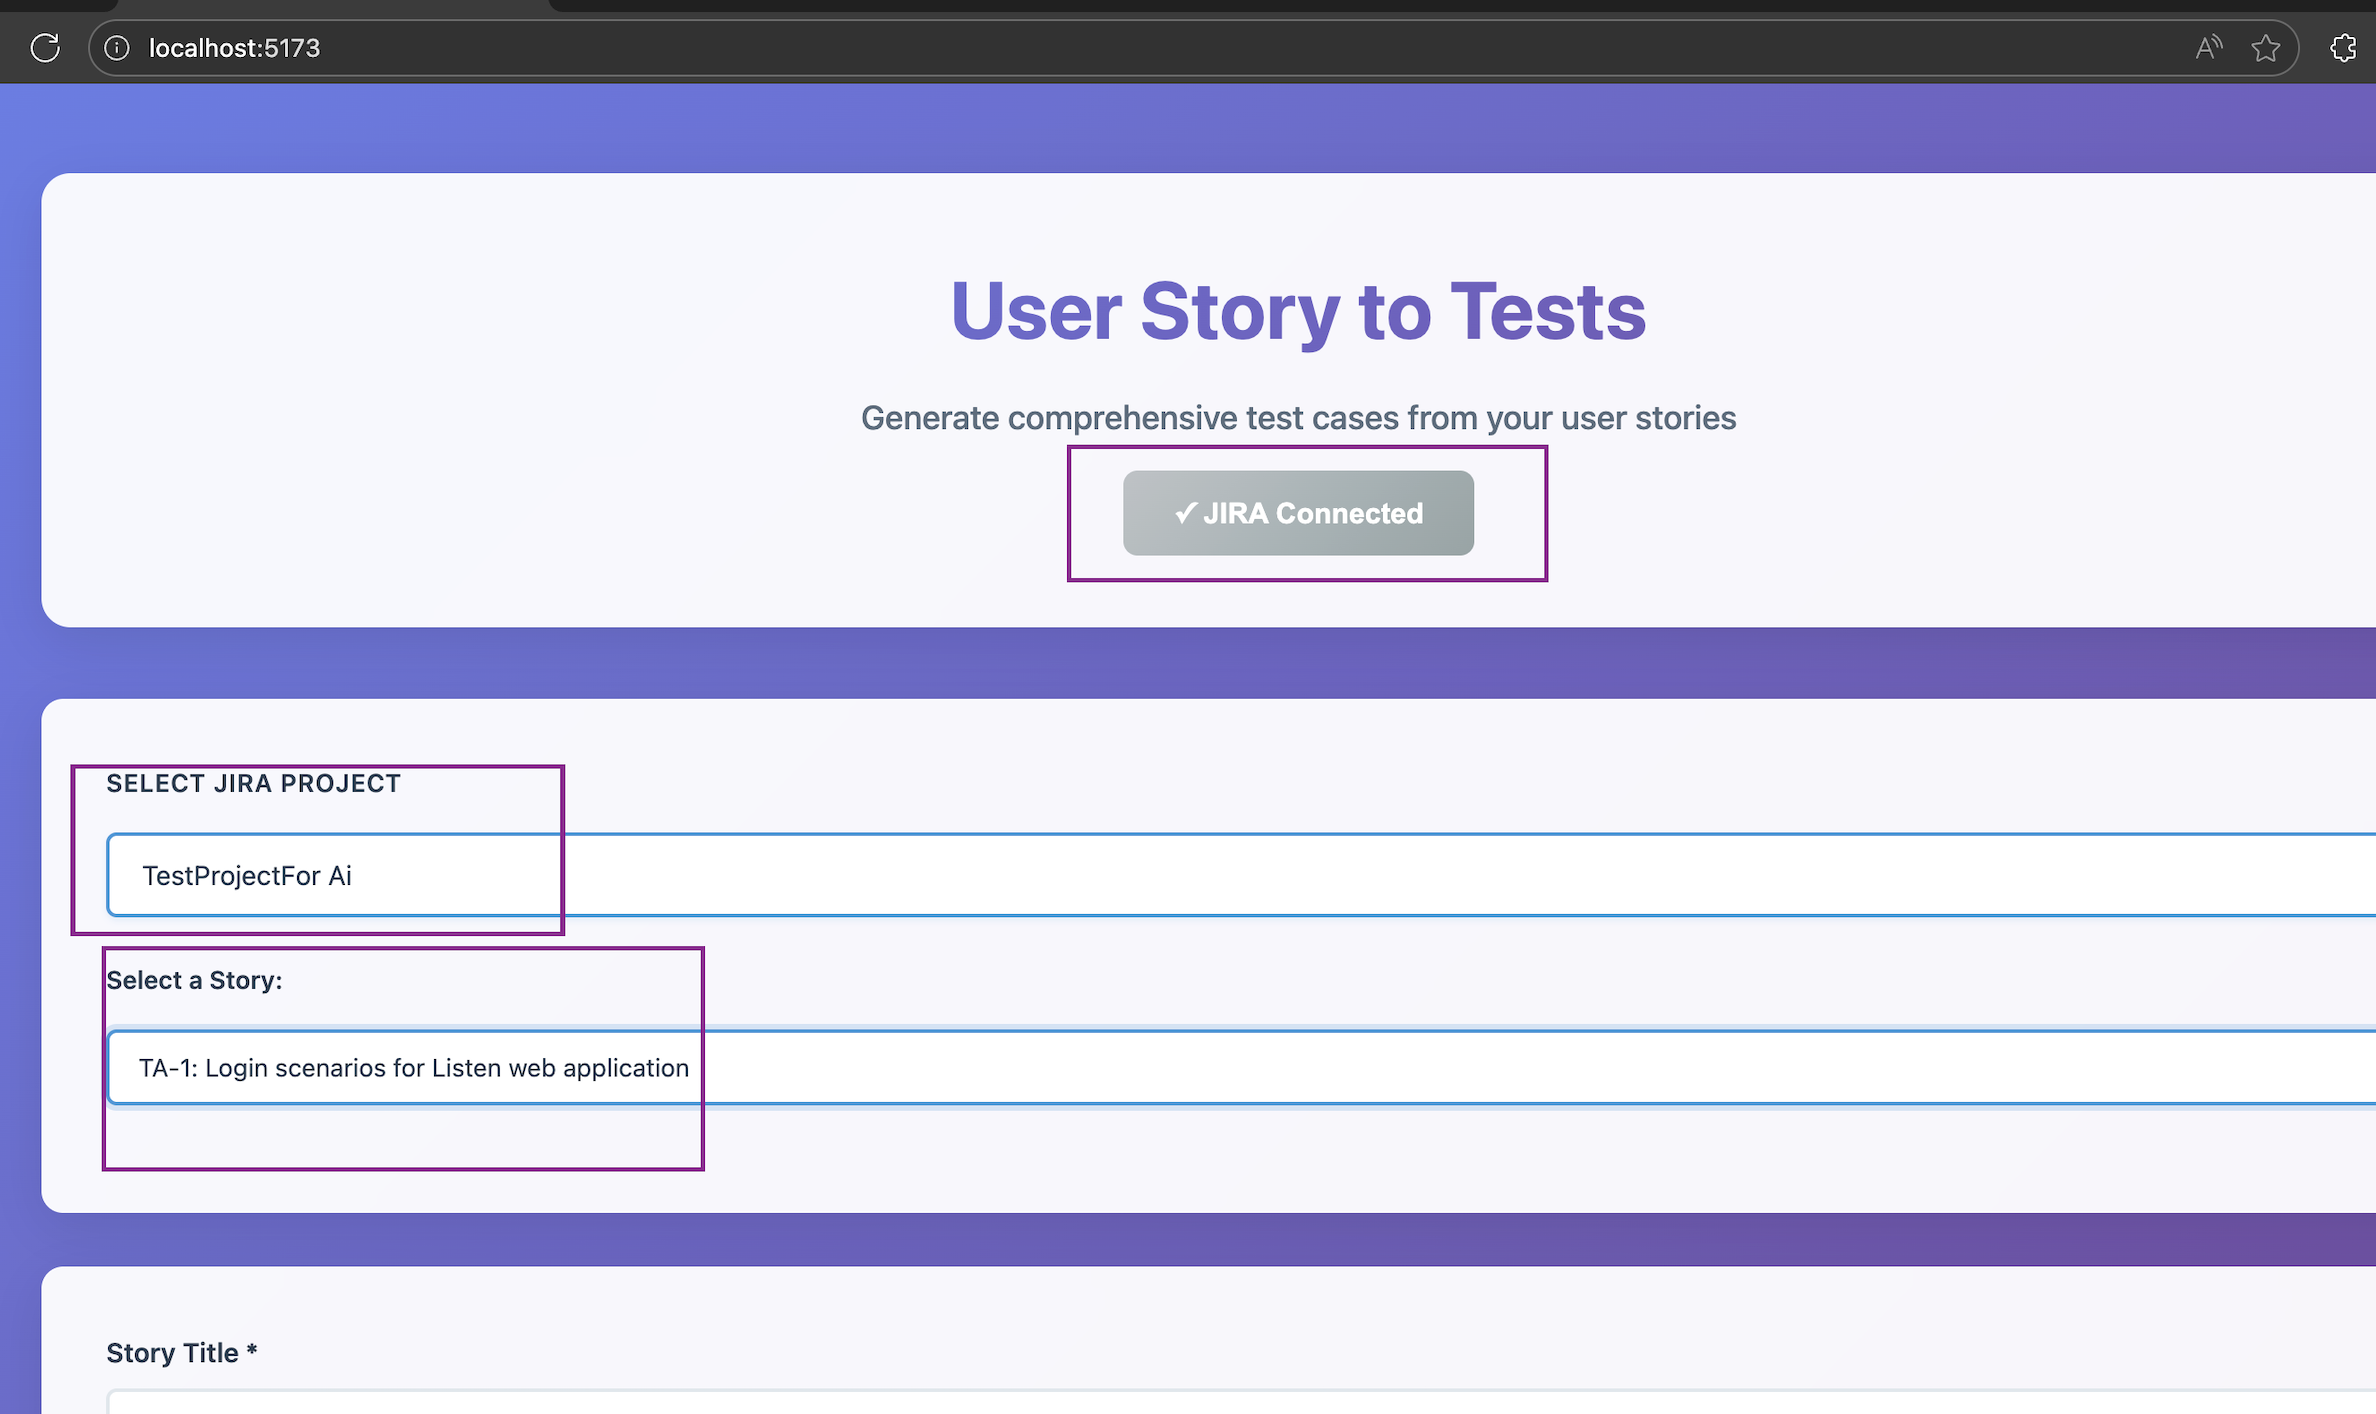 localhost:5173
User Story to Tests
Generate comprehensive test cases from your user stories
✓ JIRA Connected
SELECT JIRA PROJECT
TestProjectFor Ai
Select a Story:
TA-1: Login scenarios for Listen web application
Story Title *